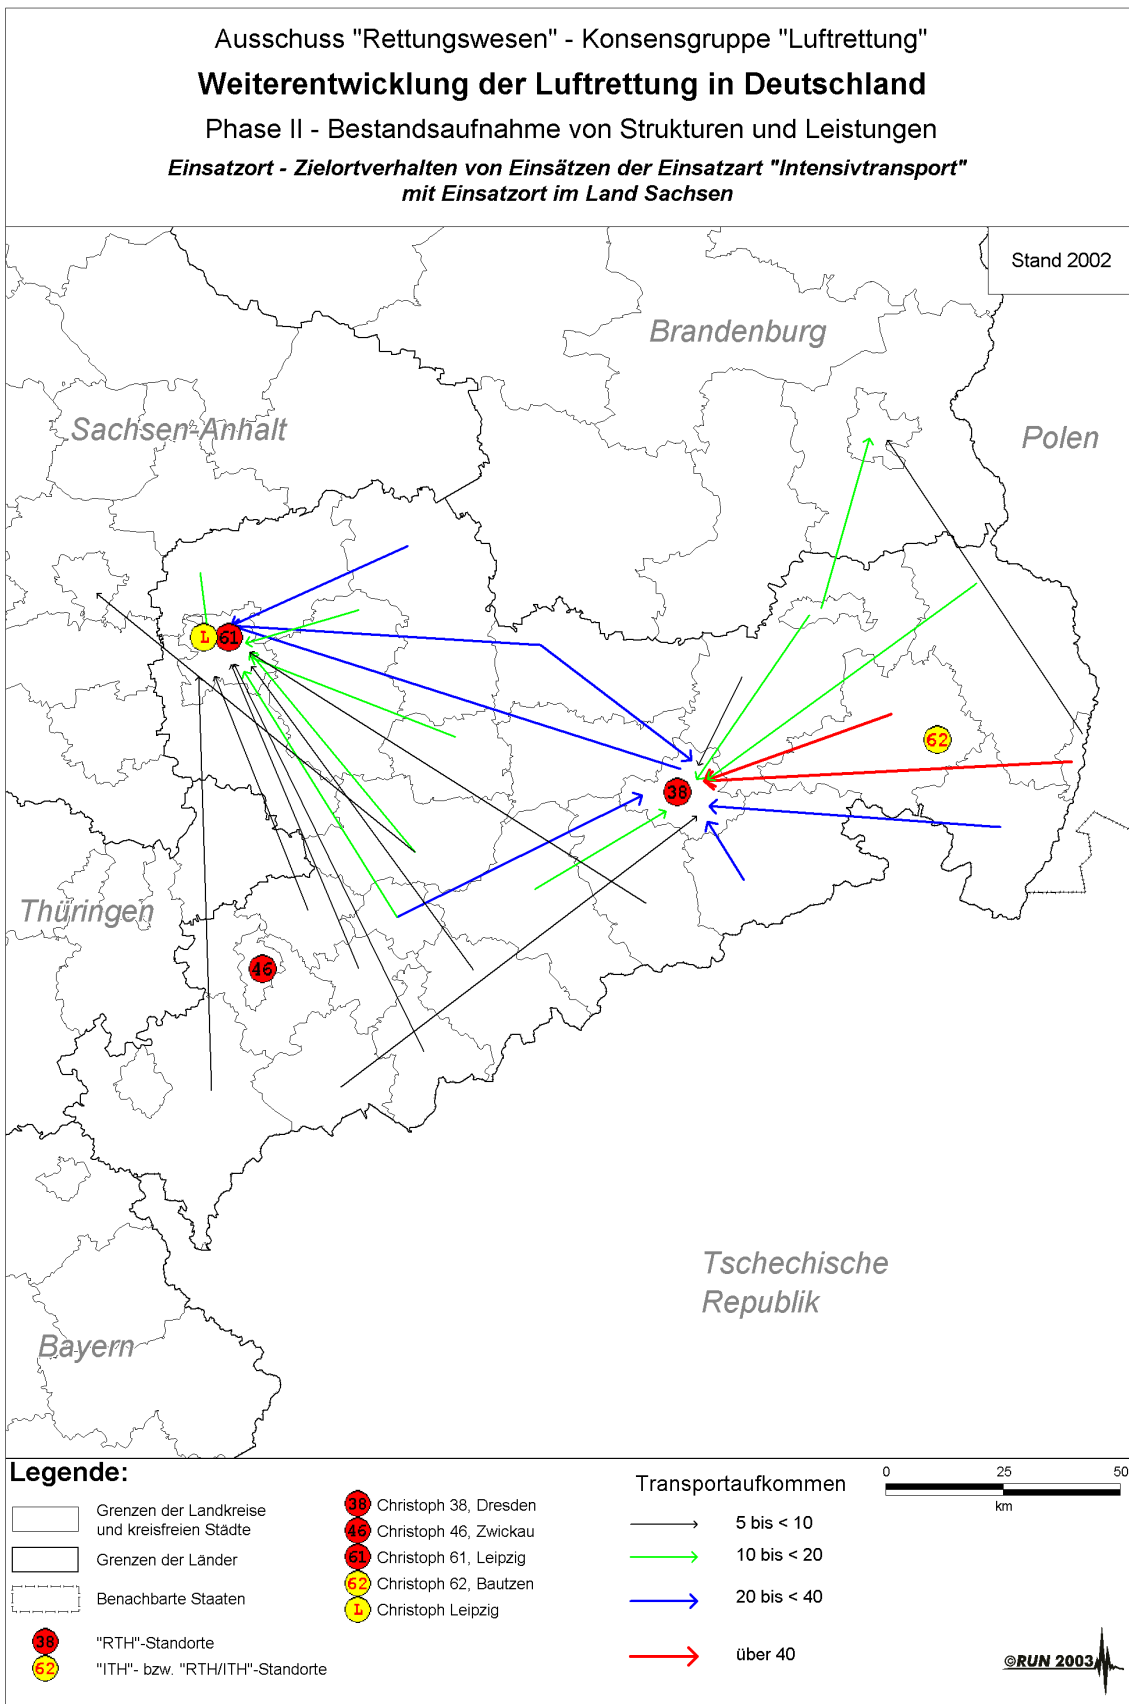 Ausschuss "Rettungswesen" - Konsensgruppe "Luftrettung"
Weiterentwicklung der Luftrettung in Deutschland
Phase II - Bestandsaufnahme von Strukturen und Leistungen
Einsatzort - Zielortverhalten von Einsätzen der Einsatzart "Intensivtransport"
mit Einsatzort im Land Sachsen
Stand 2002
Brandenburg
Sachsen-Anhalt
Polen
L 61
62
38
Thüringen
46
Tschechische
Republik
Bayern
Legende:
Grenzen der Landkreise
und kreisfreien Städte
Grenzen der Länder
Benachbarte Staaten
38 "RTH"-Standorte
62 "ITH"- bzw. "RTH/ITH"-Standorte
38 Christoph 38, Dresden
46 Christoph 46, Zwickau
61 Christoph 61, Leipzig
62 Christoph 62, Bautzen
L Christoph Leipzig
Transportaufkommen
5 bis < 10
10 bis < 20
20 bis < 40
über 40
0 25 50
km
©RUN 2003